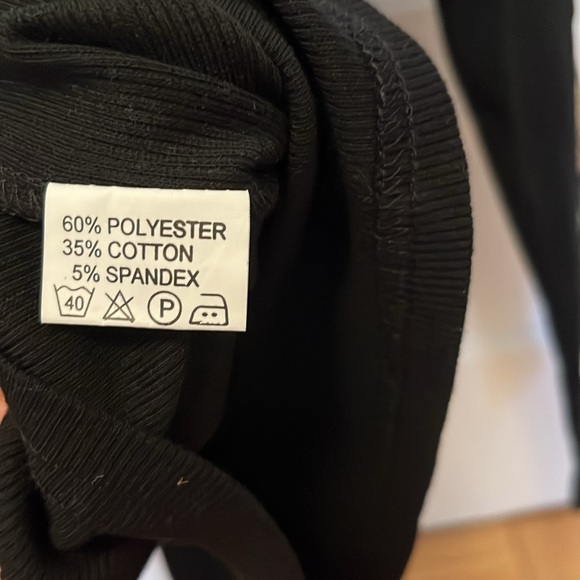 60% POLYESTER
35% COTTON
5% SPANDEX
40 P